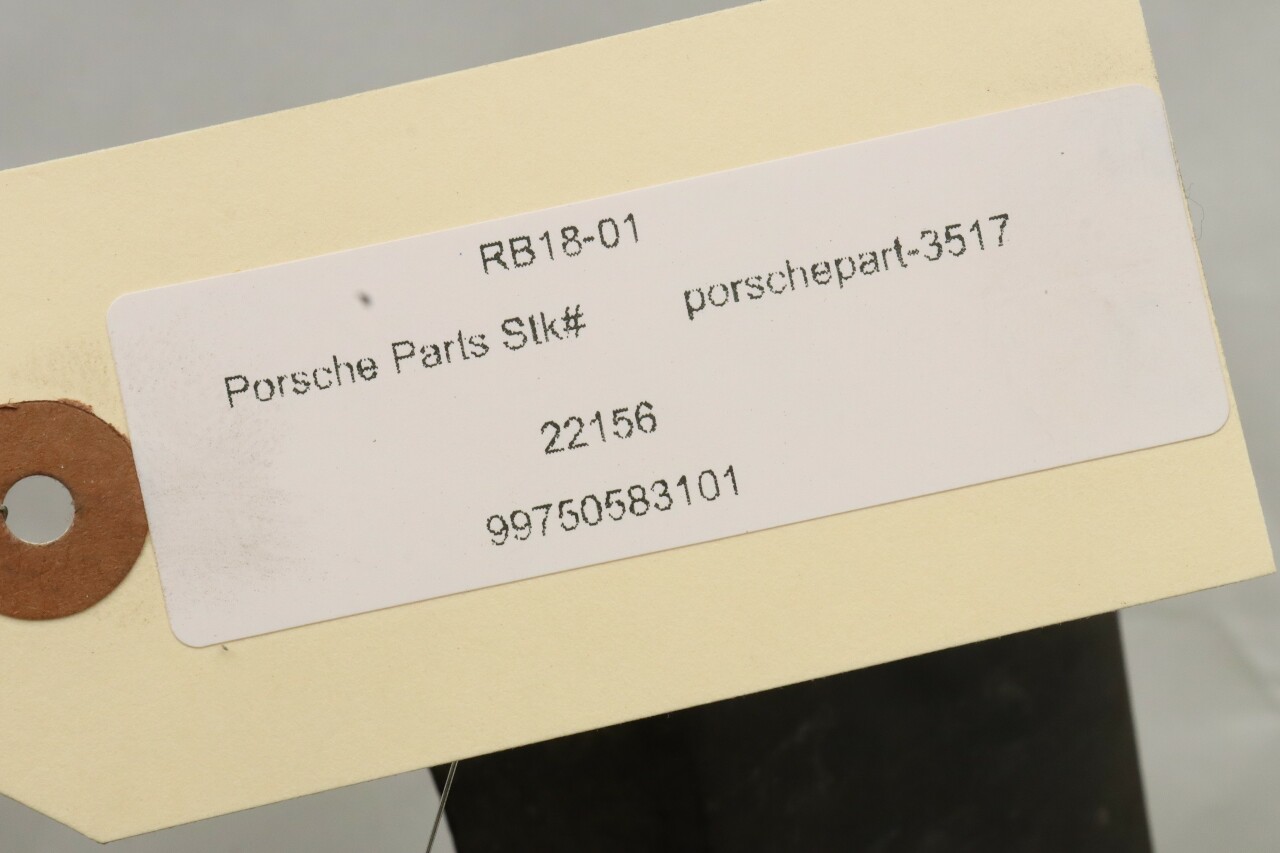 RB18-01
Porsche Parts Stk# porschepart-3517
22156
99750583101